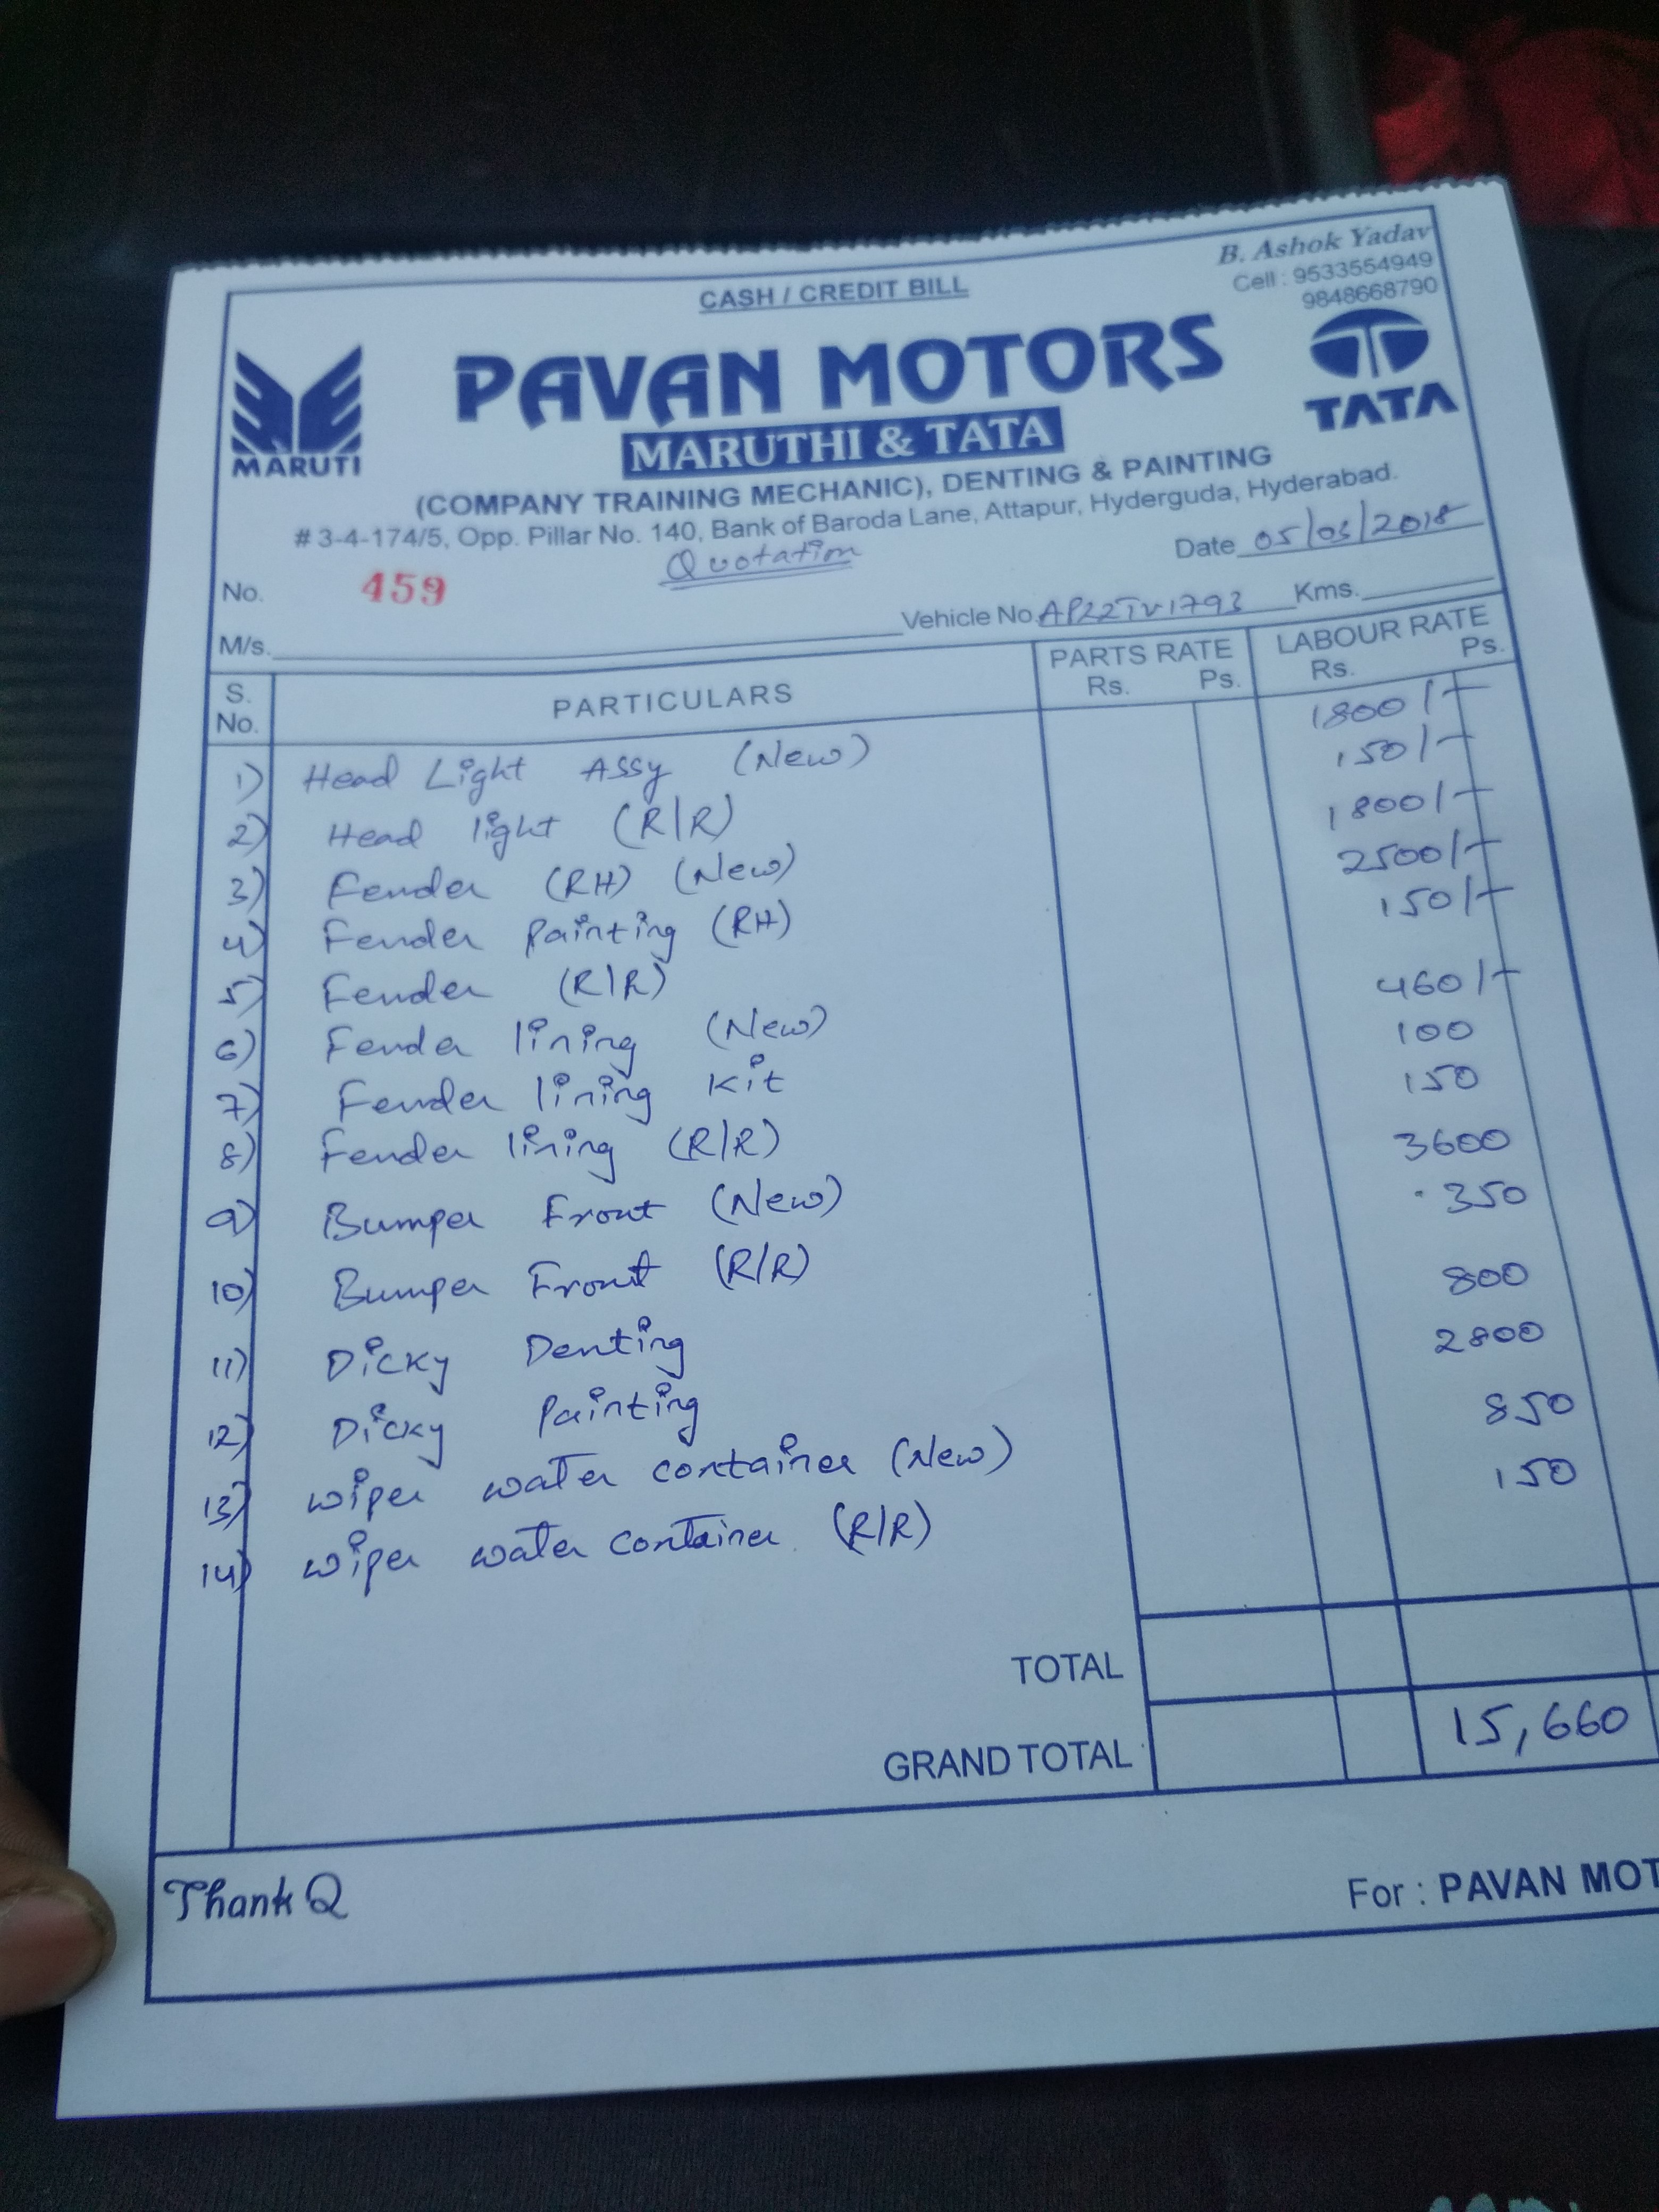 CASH / CREDIT BILL
B. Ashok Yadav
Cell : 9533554949
9848668790
MARUTI
PAVAN MOTORS
TATA
MARUTHI & TATA
(COMPANY TRAINING MECHANIC), DENTING & PAINTING
# 3-4-174/5, Opp. Pillar No. 140, Bank of Baroda Lane, Attapur, Hyderguda, Hyderabad.
Quotation
Date 05/03/2018
No. 459
Vehicle No. AP22TV1793 Kms.
M/s.
S. No. PARTICULARS PARTS RATE Rs. Ps. LABOUR RATE Rs. Ps.
1) Head Light Assy (New) 1800/-
2) Head light (R/R) 150/-
3) Fender (RH) (New) 1800/-
4) Fender Painting (RH) 2500/-
5) Fender (R/R) 150/-
6) Fender lining (New) 460/-
7) Fender lining Kit 100
8) Fender lining (R/R) 150
9) Bumper Front (New) 3600
10) Bumper Front (R/R) 350
11) Dicky Denting 800
12) Dicky Painting 2800
13) wiper water container (New) 850
14) wiper water container (R/R) 150
TOTAL
GRAND TOTAL 15,660
Thank Q
For : PAVAN MOT